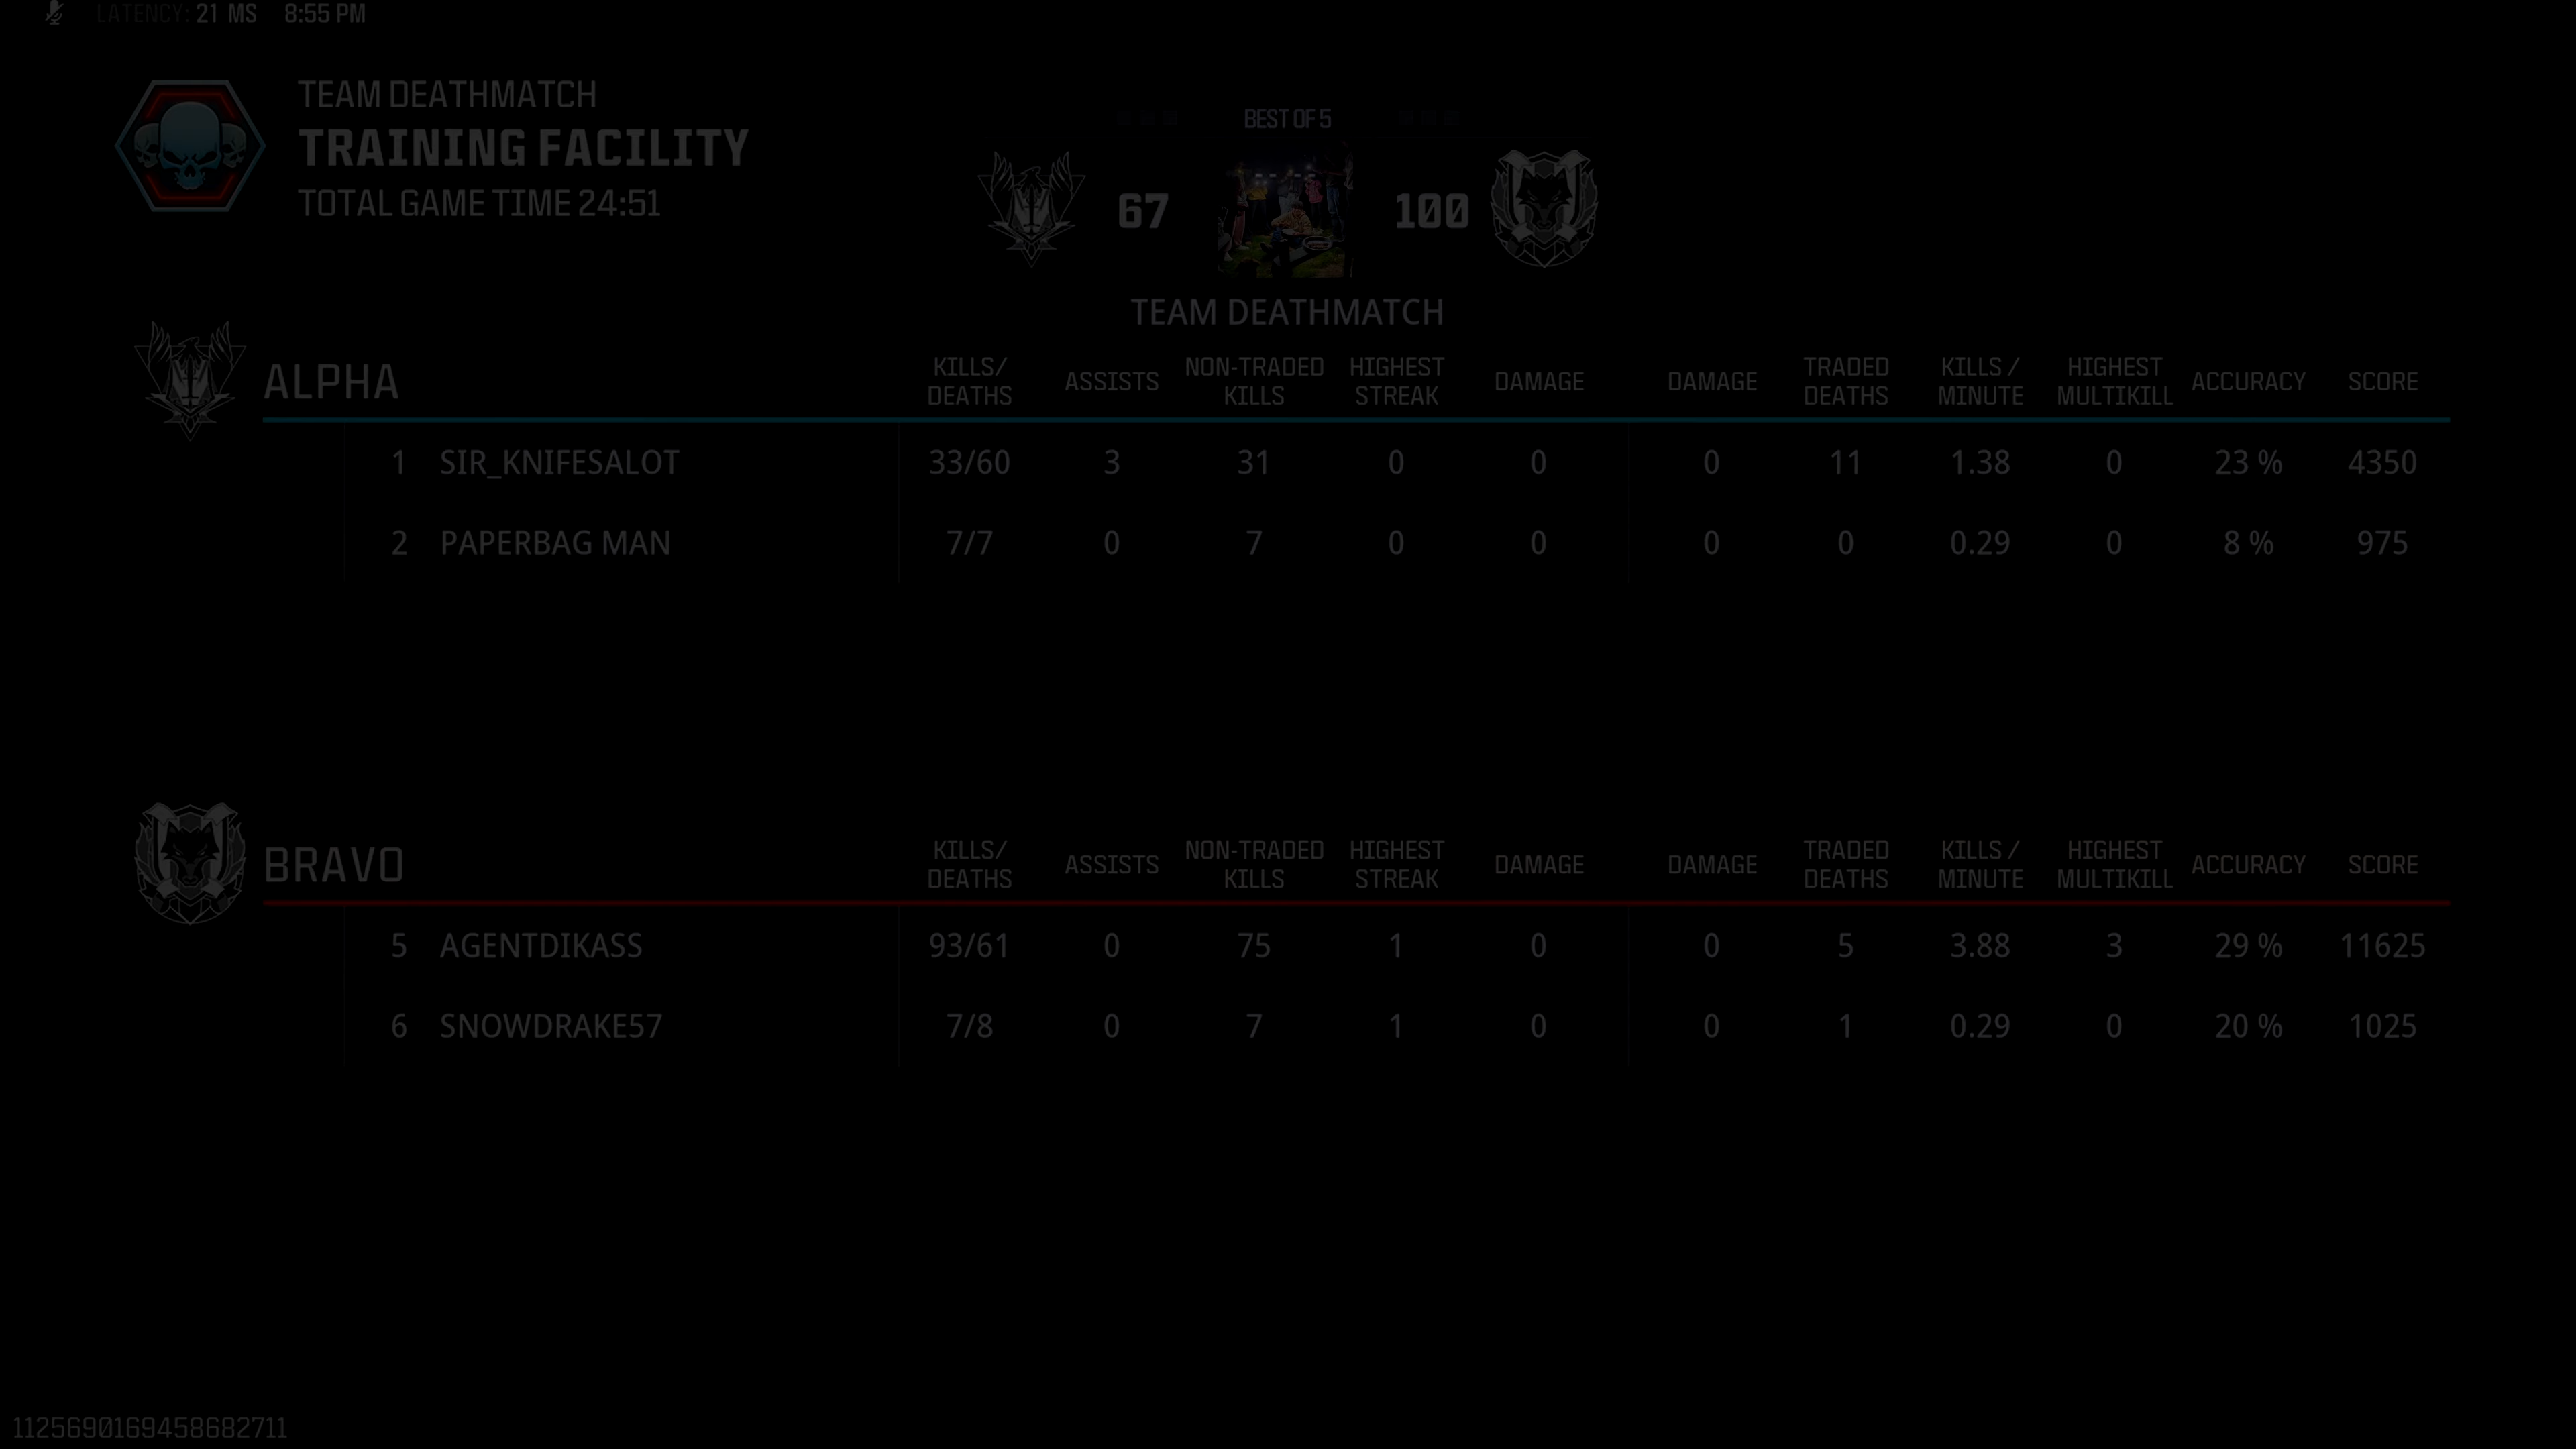 LATENCY: 21 MS 8:55 PM
TEAM DEATHMATCH
TRAINING FACILITY
TOTAL GAME TIME 24:51
BEST OF 5
67 100
TEAM DEATHMATCH
ALPHA KILLS/ DEATHS ASSISTS NON-TRADED KILLS HIGHEST STREAK DAMAGE DAMAGE TRADED DEATHS KILLS / MINUTE HIGHEST MULTIKILL ACCURACY SCORE
1 SIR_KNIFESALOT 33/60 3 31 0 0 0 11 1.38 0 23 % 4350
2 PAPERBAG MAN 7/7 0 7 0 0 0 0 0.29 0 8 % 975
BRAVO KILLS/ DEATHS ASSISTS NON-TRADED KILLS HIGHEST STREAK DAMAGE DAMAGE TRADED DEATHS KILLS / MINUTE HIGHEST MULTIKILL ACCURACY SCORE
5 AGENTDIKASS 93/61 0 75 1 0 0 5 3.88 3 29 % 11625
6 SNOWDRAKE57 7/8 0 7 1 0 0 1 0.29 0 20 % 1025
1125690169458682711